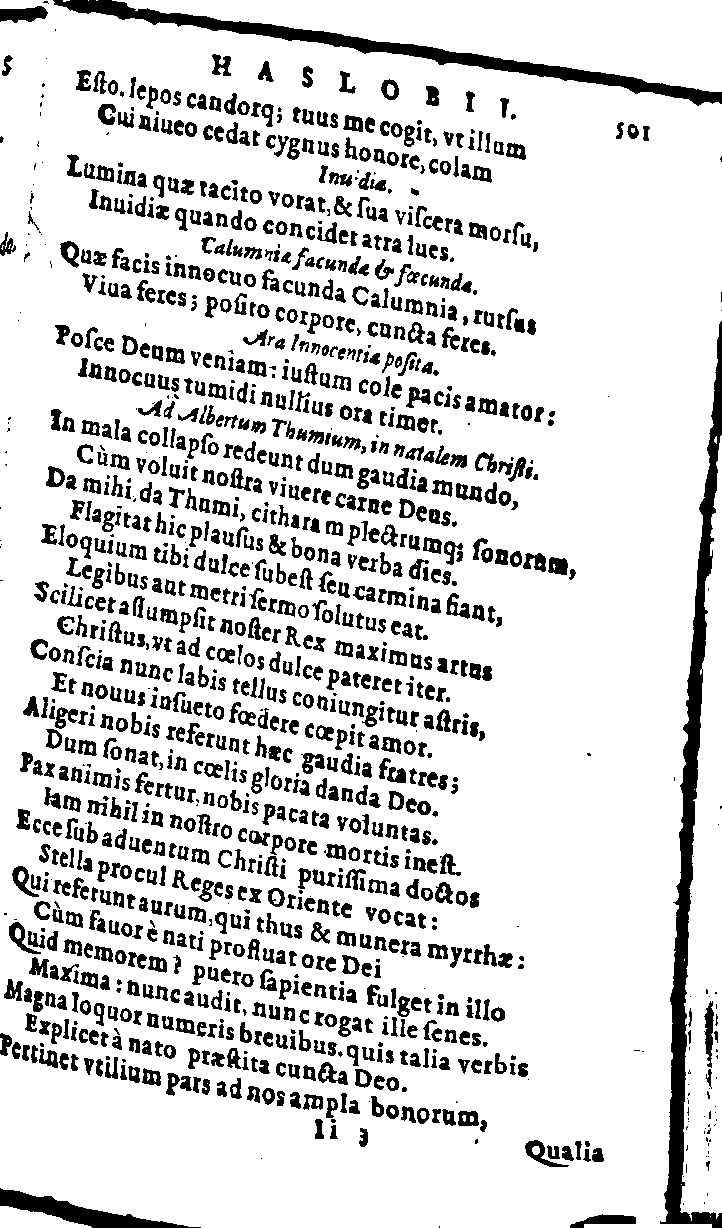 HASLOBII. 501
Eſto. lepos candorq; tuus me cogit, vt illum
Cui niueo cedat cygnus honore, colam
Inuidia.
Lumina quæ tacito vorat, & ſua viſcera morſu,
Inuidiæ quando concidet atra lues.
Calumnia facunda & fœcunda.
Quæ facis innocuo facunda Calumnia, rurſus
Viua feres; poſito corpore, cuncta feres.
Ara Innocentia poſita.
Poſce Deum veniam: iuſtum cole pacis amator:
Innocuus tumidi nullius ora timet.
Ad Albertum Thumium, in natalem Chriſti.
In mala collapſo redeunt dum gaudia mundo,
Cùm voluit noſtra viuere carne Deus.
Da mihi, da Thumi, citharam plectrumq; ſonorum,
Flagitat hic plauſus & bona verba dies.
Eloquium tibi dulce ſubeſt ſeu carmina fiant,
Legibus aut metri ſermo ſolutus eat.
Scilicet aſſumpſit noſter Rex maximus artus
Chriſtus, vt ad cœlos dulce pateret iter.
Conſcia nunc labis tellus coniungitur aſtris,
Et nouus inſueto fœdere cœpit amor.
Aligeri nobis referunt hæc gaudia fratres;
Dum ſonat, in cœlis gloria danda Deo.
Pax animis fertur, nobis pacata voluntas.
Iam nihil in noſtro corpore mortis ineſt.
Ecce ſub aduentum Chriſti puriſſima doctos
Stella procul Reges ex Oriente vocat:
Qui referunt aurum, qui thus & munera myrrhæ:
Cùm fauor è nati profluat ore Dei
Quid memorem? puero ſapientia fulget in illo
Maxima: nunc audit, nunc rogat ille ſenes.
Magna loquor numeris breuibus. quis talia verbis
Explicet à nato præſtita cuncta Deo.
Pertinet vtilium pars ad nos ampla bonorum,
Ii 3 Qualia